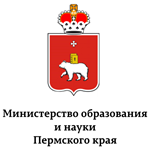 Министерство образования
и науки
Пермского края